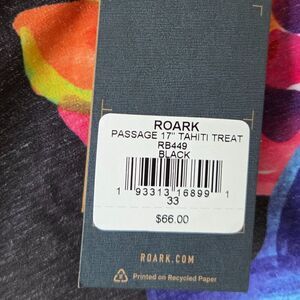 ROARK
PASSAGE 17" TAHITI TREAT
RB449
BLACK
1 93313 16899 1
33
$66.00
ROARK.COM
Printed on Recycled Paper